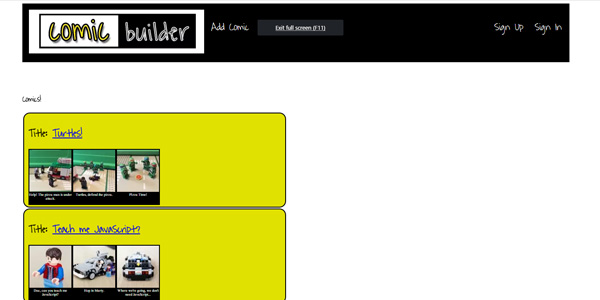 comic builder
Add Comic
Exit full screen (F11)
Sign Up
Sign In
Comics!
Title: Turtles!
Help! The pizza man is under attack.
Turtles, defend the pizza.
Pizza Time!
Title: Teach me JavaScript?
Doc, can you teach me JavaScript?
Hop in Marty.
Where we're going, we don't need JavaScript...